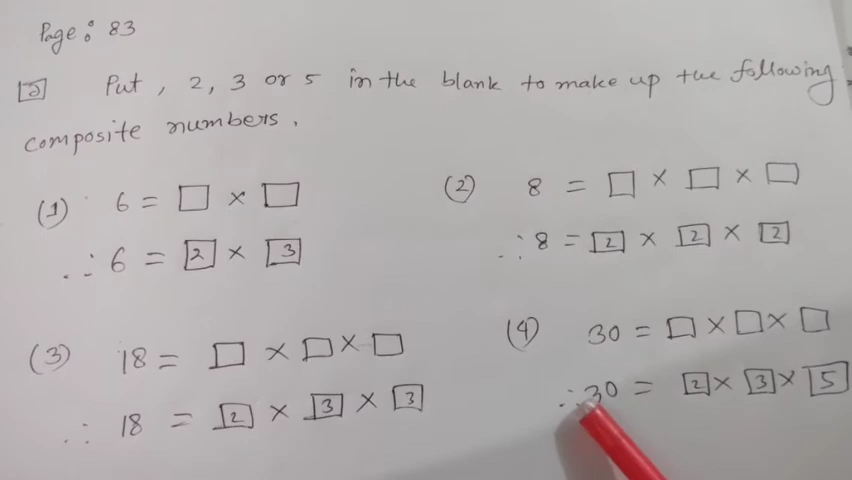 Page : 83
5 Put , 2, 3 or 5 in the blank to make up the following
composite numbers.
(1) 6 = □ × □
∴ 6 = 2 × 3
(2) 8 = □ × □ × □
∴ 8 = 2 × 2 × 2
(3) 18 = □ × □ × □
∴ 18 = 2 × 3 × 3
(4) 30 = □ × □ × □
∴ 30 = 2 × 3 × 5